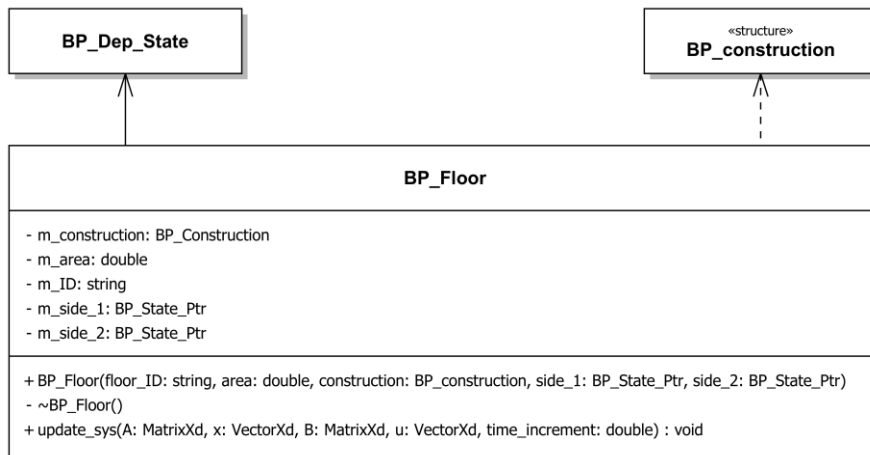 BP_Dep_State
«structure»
BP_construction
BP_Floor
- m_construction: BP_Construction
- m_area: double
- m_ID: string
- m_side_1: BP_State_Ptr
- m_side_2: BP_State_Ptr
+ BP_Floor(floor_ID: string, area: double, construction: BP_construction, side_1: BP_State_Ptr, side_2: BP_State_Ptr)
- ~BP_Floor()
+ update_sys(A: MatrixXd, x: VectorXd, B: MatrixXd, u: VectorXd, time_increment: double) : void